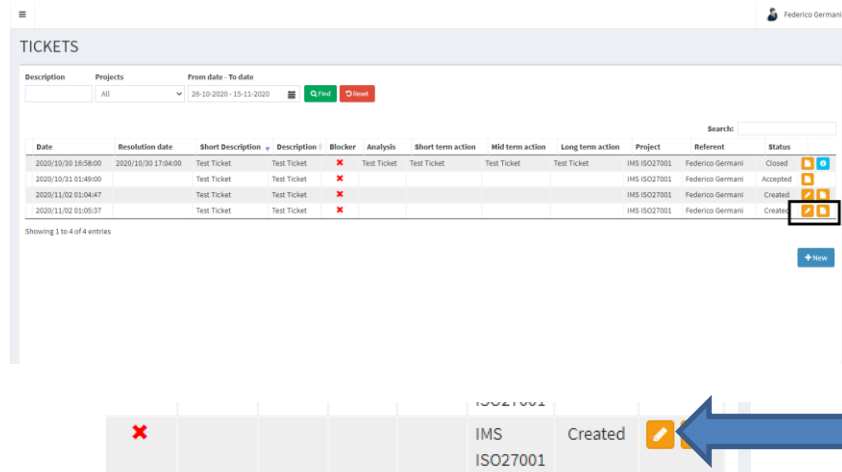 Federico Germani
TICKETS
Description Projects From date - To date
All 26-10-2020 - 15-11-2020 Find Reset
Search:
Date Resolution date Short Description Description Blocker Analysis Short term action Mid term action Long term action Project Referent Status
2020/10/30 16:58:00 2020/10/30 17:04:00 Test Ticket Test Ticket Test Ticket Test Ticket Test Ticket Test Ticket IMS ISO27001 Federico Germani Closed
2020/10/31 01:49:00 Test Ticket Test Ticket IMS ISO27001 Federico Germani Accepted
2020/11/02 01:04:47 Test Ticket Test Ticket IMS ISO27001 Federico Germani Created
2020/11/02 01:05:37 Test Ticket Test Ticket IMS ISO27001 Federico Germani Created
Showing 1 to 4 of 4 entries
+ New
ISO27001
IMS Created
ISO27001